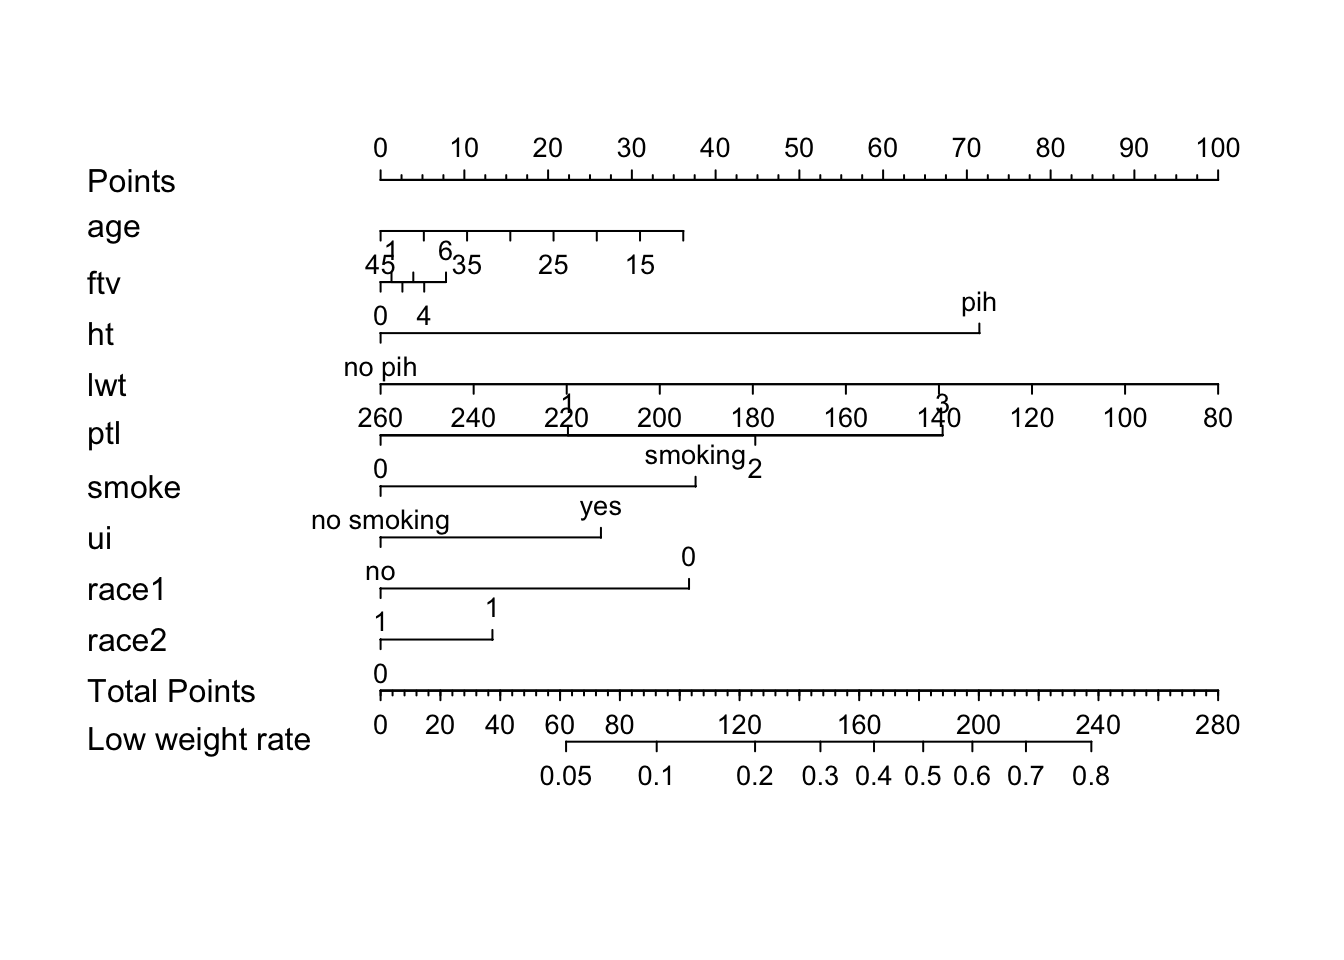 0 10 20 30 40 50 60 70 80 90 100
Points
age
1 6
45 35 25 15
ftv
pih
0 4
ht
no pih
lwt
1 3
260 240 220 200 180 160 140 120 100 80
ptl
smoking
0 2
smoke
yes
no smoking
ui
0
no
race1
1
1
race2
0
Total Points
0 20 40 60 80 120 160 200 240 280
Low weight rate
0.05 0.1 0.2 0.3 0.4 0.5 0.6 0.7 0.8